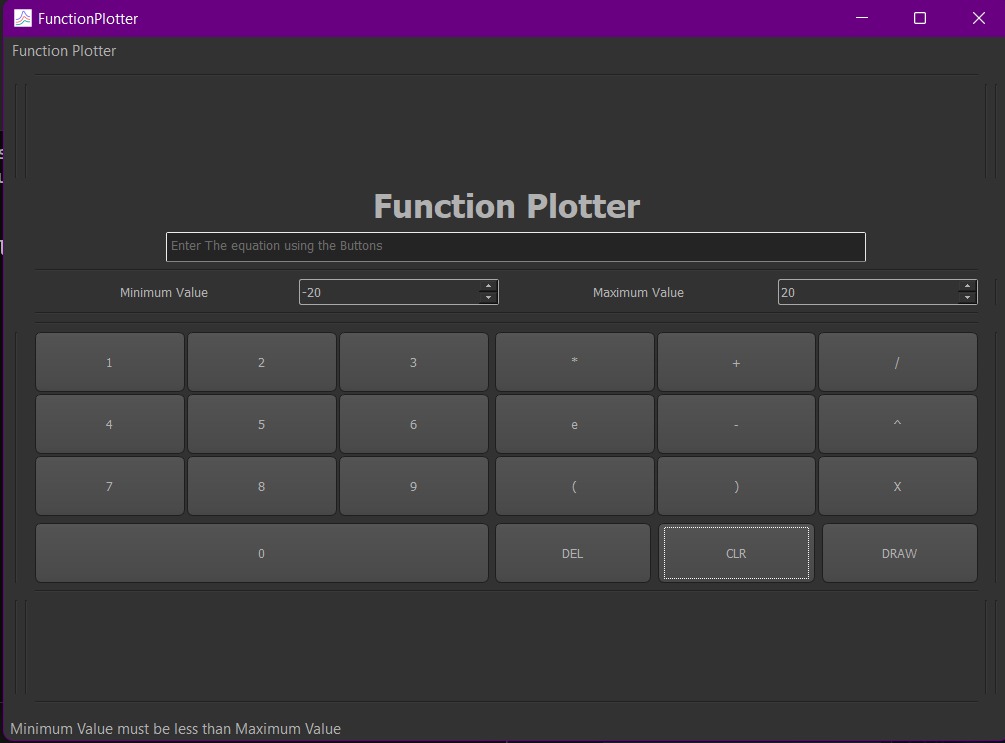 FunctionPlotter
Function Plotter
Function Plotter
Enter The equation using the Buttons
Minimum Value -20 Maximum Value 20
1 2 3 * + /
4 5 6 e - ^
7 8 9 ( ) X
0 DEL CLR DRAW
Minimum Value must be less than Maximum Value